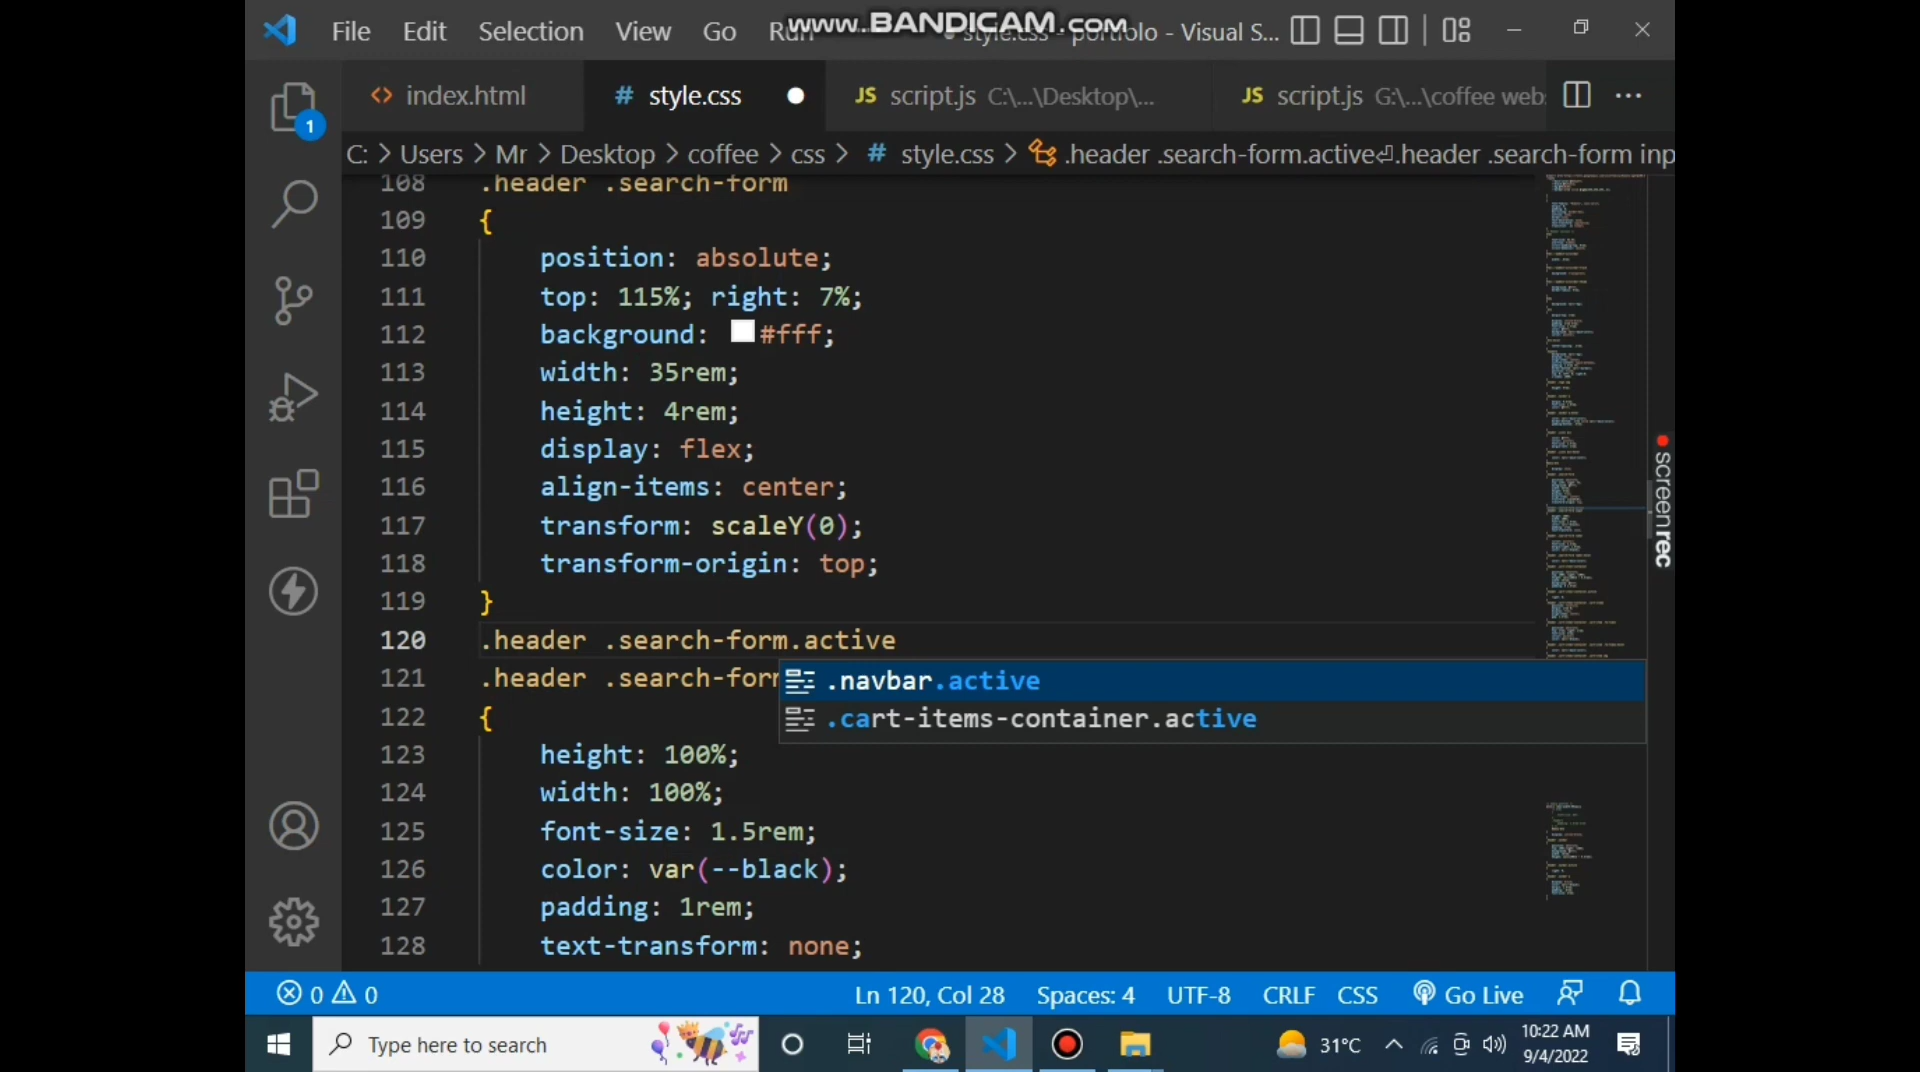 File Edit Selection View Go Run style.css - portfolo - Visual S...
www.BANDICAM.com
index.html # style.css JS script.js C:\...\Desktop\... JS script.js G:\...\coffee web
1
C: > Users > Mr > Desktop > coffee > css > # style.css > .header .search-form.active⏎.header .search-form inp
108 .header .search-form
109 {
110 position: absolute;
111 top: 115%; right: 7%;
112 background: #fff;
113 width: 35rem;
114 height: 4rem;
115 display: flex;
116 align-items: center;
117 transform: scaleY(0);
118 transform-origin: top;
119 }
120 .header .search-form.active
121 .header .search-form
.navbar.active
122 {
.cart-items-container.active
123 height: 100%;
124 width: 100%;
125 font-size: 1.5rem;
126 color: var(--black);
127 padding: 1rem;
128 text-transform: none;
screenrec
0 0 Ln 120, Col 28 Spaces: 4 UTF-8 CRLF CSS Go Live
Type here to search 31°C 10:22 AM
9/4/2022